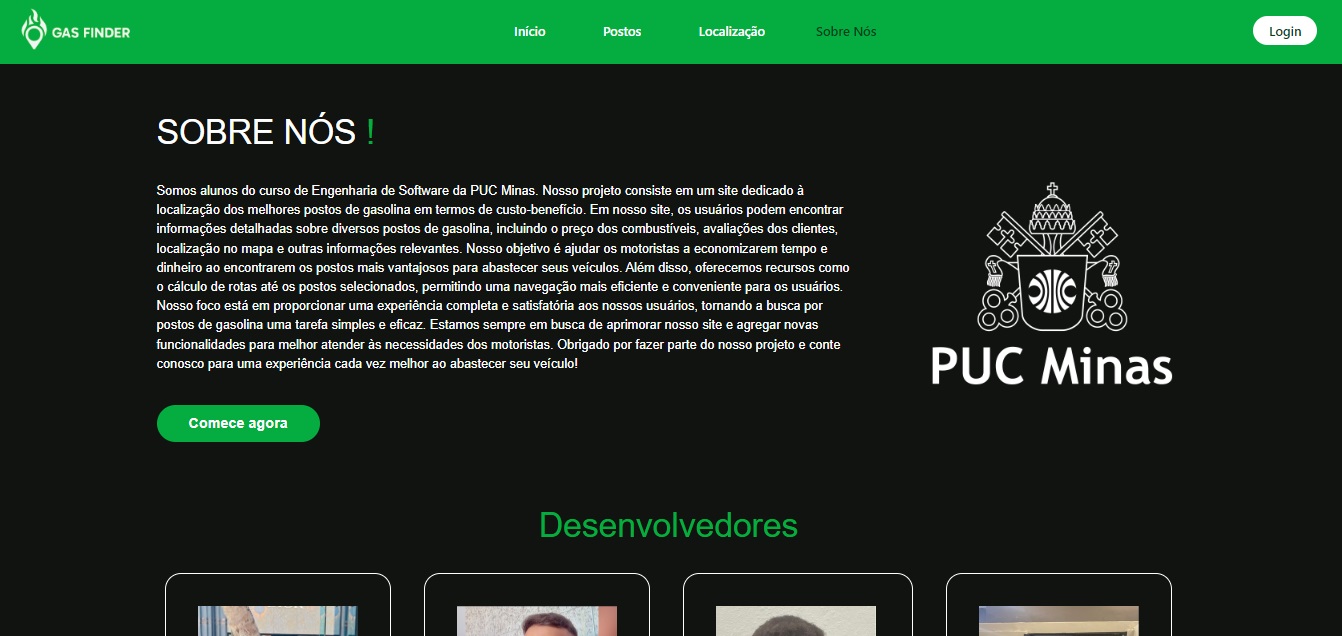 GAS FINDER
Início
Postos
Localização
Sobre Nós
Login
SOBRE NÓS !
Somos alunos do curso de Engenharia de Software da PUC Minas. Nosso projeto consiste em um site dedicado à
localização dos melhores postos de gasolina em termos de custo-benefício. Em nosso site, os usuários podem encontrar
informações detalhadas sobre diversos postos de gasolina, incluindo o preço dos combustíveis, avaliações dos clientes,
localização no mapa e outras informações relevantes. Nosso objetivo é ajudar os motoristas a economizarem tempo e
dinheiro ao encontrarem os postos mais vantajosos para abastecer seus veículos. Além disso, oferecemos recursos como
o cálculo de rotas até os postos selecionados, permitindo uma navegação mais eficiente e conveniente para os usuários.
Nosso foco está em proporcionar uma experiência completa e satisfatória aos nossos usuários, tornando a busca por
postos de gasolina uma tarefa simples e eficaz. Estamos sempre em busca de aprimorar nosso site e agregar novas
funcionalidades para melhor atender às necessidades dos motoristas. Obrigado por fazer parte do nosso projeto e conte
conosco para uma experiência cada vez melhor ao abastecer seu veículo!
PUC Minas
Comece agora
Desenvolvedores